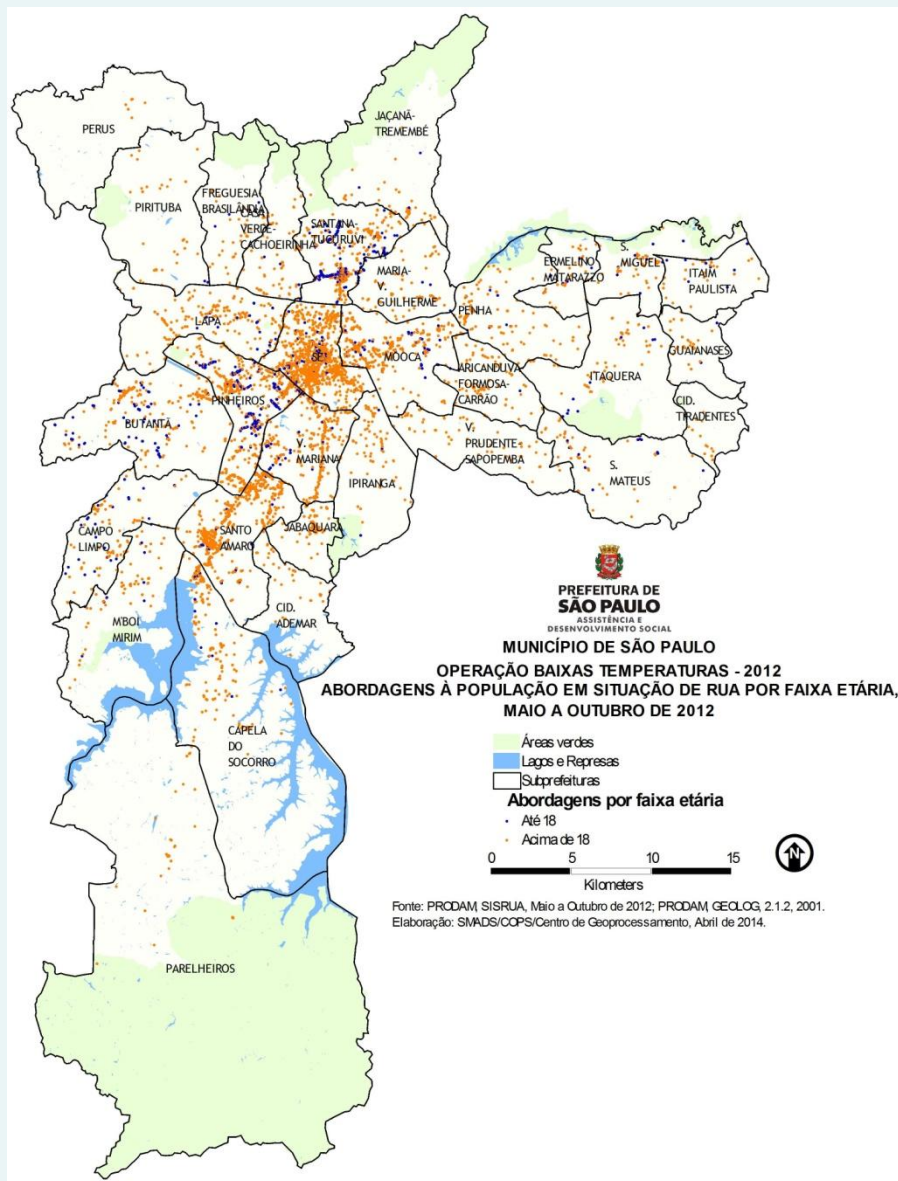 JAÇANÃ-
TREMEMBÉ
PERUS
PIRITUBA
FREGUESIA-
BRASILÂNDIA
CASA
VERDE-
CACHOEIRINHA
SANTANA-
TUCURUVI
MARIA-
V.
GUILHERME
ERMELINO
MATARAZZO
S.
MIGUEL
ITAIM
PAULISTA
PENHA
LAPA
SÉ
MOOCA
GUAIANASES
ARICANDUVA-
FORMOSA-
CARRÃO
ITAQUERA
PINHEIROS
CID.
TIRADENTES
BUTANTÃ
V.
MARIANA
V.
PRUDENTE-
SAPOPEMBA
IPIRANGA
S.
MATEUS
CAMPO
LIMPO
SANTO
AMARO
JABAQUARA
CID.
ADEMAR
M'BOI
MIRIM
CAPELA
DO
SOCORRO
PARELHEIROS
PREFEITURA DE
SÃO PAULO
ASSISTÊNCIA E
DESENVOLVIMENTO SOCIAL
MUNICÍPIO DE SÃO PAULO
OPERAÇÃO BAIXAS TEMPERATURAS - 2012
ABORDAGENS À POPULAÇÃO EM SITUAÇÃO DE RUA POR FAIXA ETÁRIA,
MAIO A OUTUBRO DE 2012
Áreas verdes
Lagos e Represas
Subprefeituras
Abordagens por faixa etária
Até 18
Acima de 18
0 5 10 15
Kilometers
N
Fonte: PRODAM, SISRUA, Maio a Outubro de 2012; PRODAM, GEOLOG, 2.1.2, 2001.
Elaboração: SMADS/COPS/Centro de Geoprocessamento, Abril de 2014.